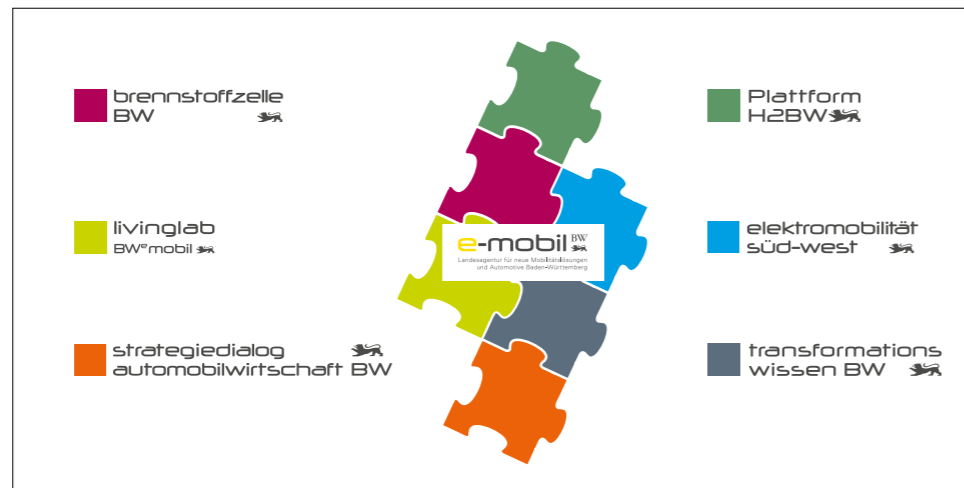 brennstoffzelle
BW
livinglab
BWemobil
strategiedialog
automobilwirtschaft BW
e-mobil BW
Landesagentur für neue Mobilitätslösungen
und Automotive Baden-Württemberg
Plattform
H2BW
elektromobilität
süd-west
transformations
wissen BW